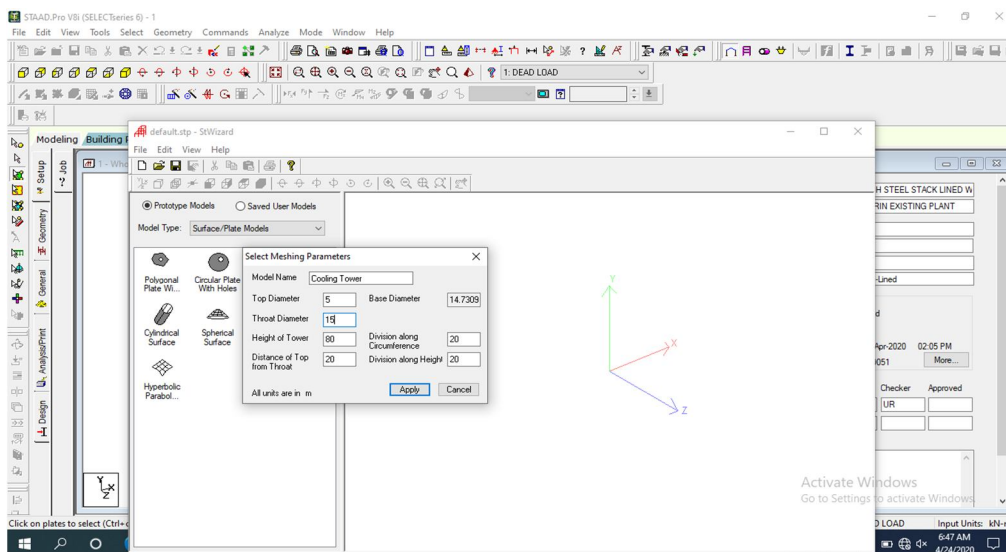 STAAD.Pro V8i (SELECTseries 6) - 1
File Edit View Tools Select Geometry Commands Analyze Mode Window Help
1: DEAD LOAD
Modeling Building
default.stp - StWizard
File Edit View Help
1 - Who
Setup
Job
Geometry
General
Analysis/Print
Design
Prototype Models Saved User Models
Model Type: Surface/Plate Models
Polygonal Plate Wi...
Circular Plate With Holes
Cylindrical Surface
Spherical Surface
Hyperbolic Parabol...
Select Meshing Parameters
Model Name Cooling Tower
Top Diameter 5 Base Diameter 14.7309
Throat Diameter 15
Height of Tower 80 Division along Circumference 20
Distance of Top from Throat 20 Division along Height 20
All units are in m Apply Cancel
Y
X
Z
H STEEL STACK LINED W
RIN EXISTING PLANT
-Lined
d
Apr-2020 02:05 PM
0051 More...
Checker Approved
UR
Y
X
Z
Activate Windows
Go to Settings to activate Windows.
Click on plates to select (Ctrl+c
D LOAD Input Units: kN-r
6:47 AM
4/24/2020